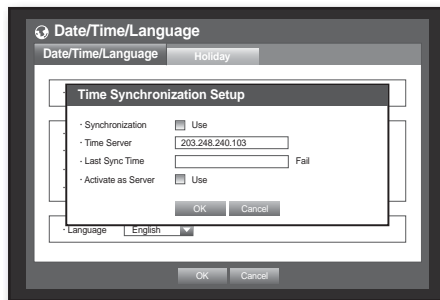 Date/Time/Language
Date/Time/Language Holiday
Time Synchronization Setup
· Synchronization Use
· Time Server 203.248.240.103
· Last Sync Time Fail
· Activate as Server Use
OK Cancel
· Language English
OK Cancel